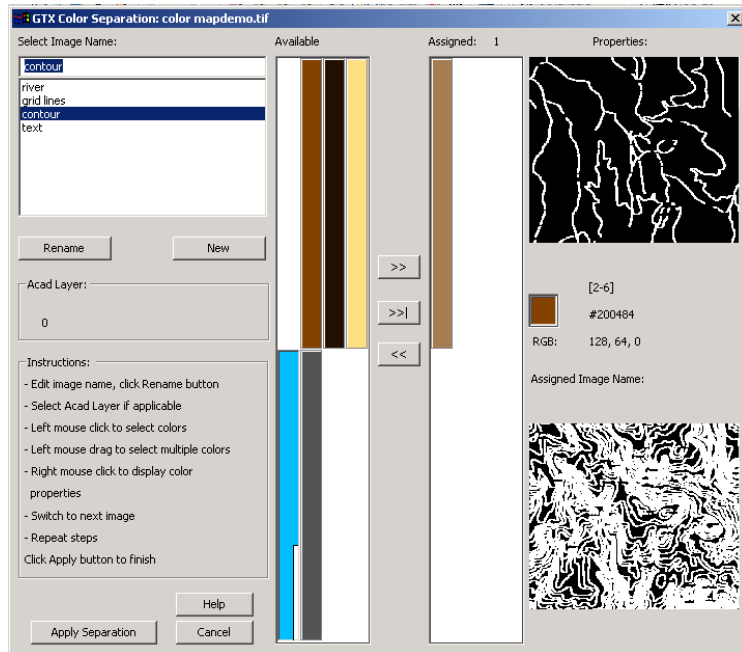 GTX Color Separation: color mapdemo.tif
Select Image Name:
contour
river
grid lines
contour
text
Rename
New
Acad Layer:
0
Instructions:
- Edit image name, click Rename button
- Select Acad Layer if applicable
- Left mouse click to select colors
- Left mouse drag to select multiple colors
- Right mouse click to display color
properties
- Switch to next image
- Repeat steps
Click Apply button to finish
Help
Apply Separation
Cancel
Available
>>
>>|
<<
Assigned: 1
Properties:
[2-6]
#200484
RGB: 128, 64, 0
Assigned Image Name: